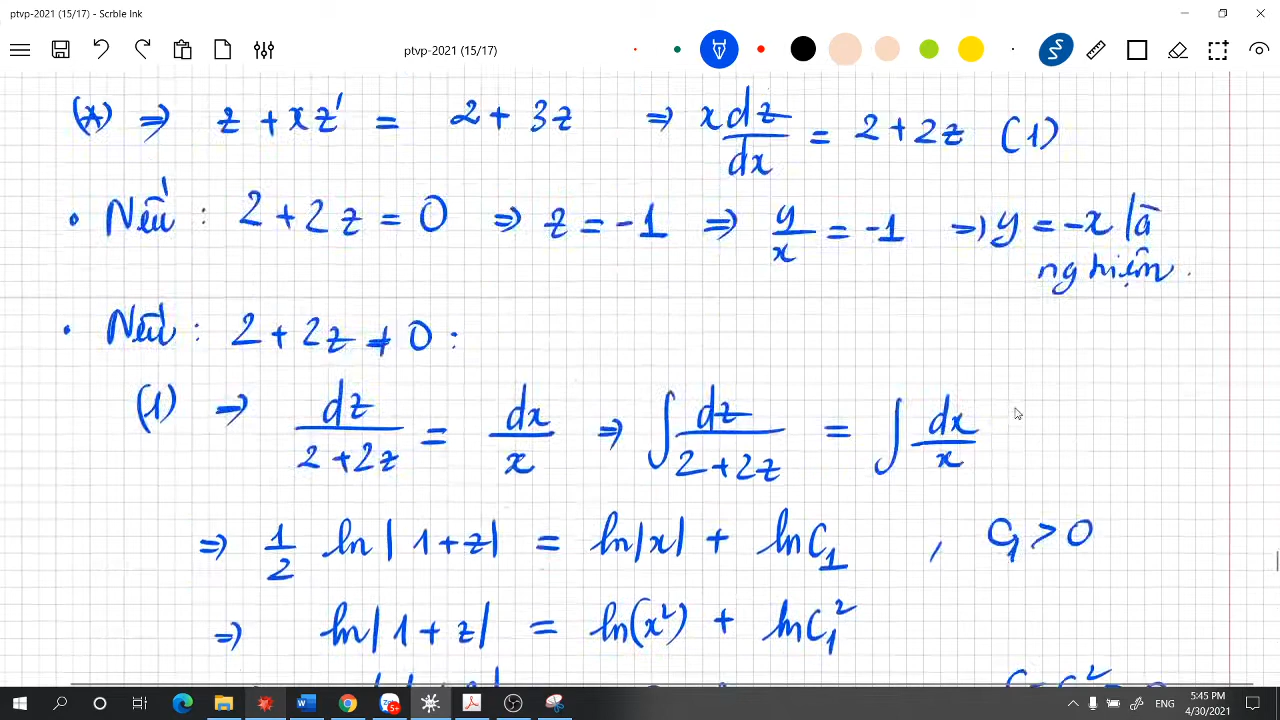 ptvp-2021 (15/17) - Scrble Ink
ptvp-2021 (15/17)
(*) ⇒ z + xz' = 2 + 3z ⇒ x dz/dx = 2 + 2z (1)
• Nếu : 2 + 2z = 0 ⇒ z = -1 ⇒ y/x = -1 ⇒ y = -x là
nghiệm.
• Nếu : 2 + 2z ≠ 0 :
(1) ⇒ dz/(2 + 2z) = dx/x ⇒ ∫ dz/(2 + 2z) = ∫ dx/x
⇒ 1/2 ln|1+z| = ln|x| + lnC₁ , C₁ > 0
⇒ ln|1+z| = ln(x²) + lnC₁²
ENG
5:45 PM
4/30/2021